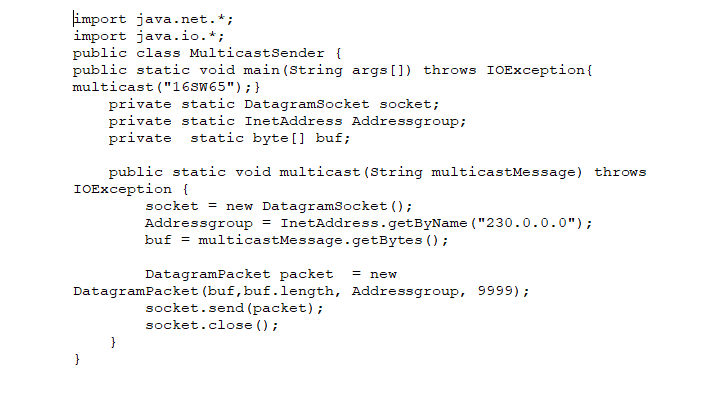 import java.net.*;
import java.io.*;
public class MulticastSender {
public static void main(String args[]) throws IOException{
multicast("16SW65");}
    private static DatagramSocket socket;
    private static InetAddress Addressgroup;
    private  static byte[] buf;

    public static void multicast(String multicastMessage) throws
IOException {
        socket = new DatagramSocket();
        Addressgroup = InetAddress.getByName("230.0.0.0");
        buf = multicastMessage.getBytes();

        DatagramPacket packet  = new
DatagramPacket(buf,buf.length, Addressgroup, 9999);
        socket.send(packet);
        socket.close();
    }
}